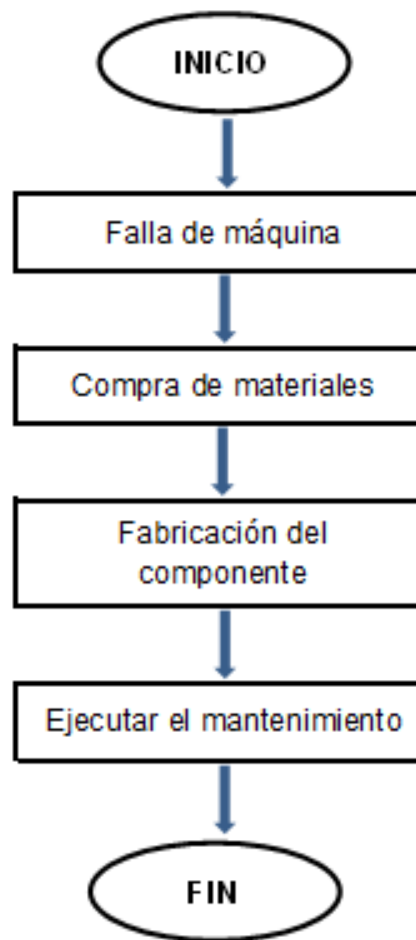 INICIO
Falla de máquina
Compra de materiales
Fabricación del
componente
Ejecutar el mantenimiento
FIN